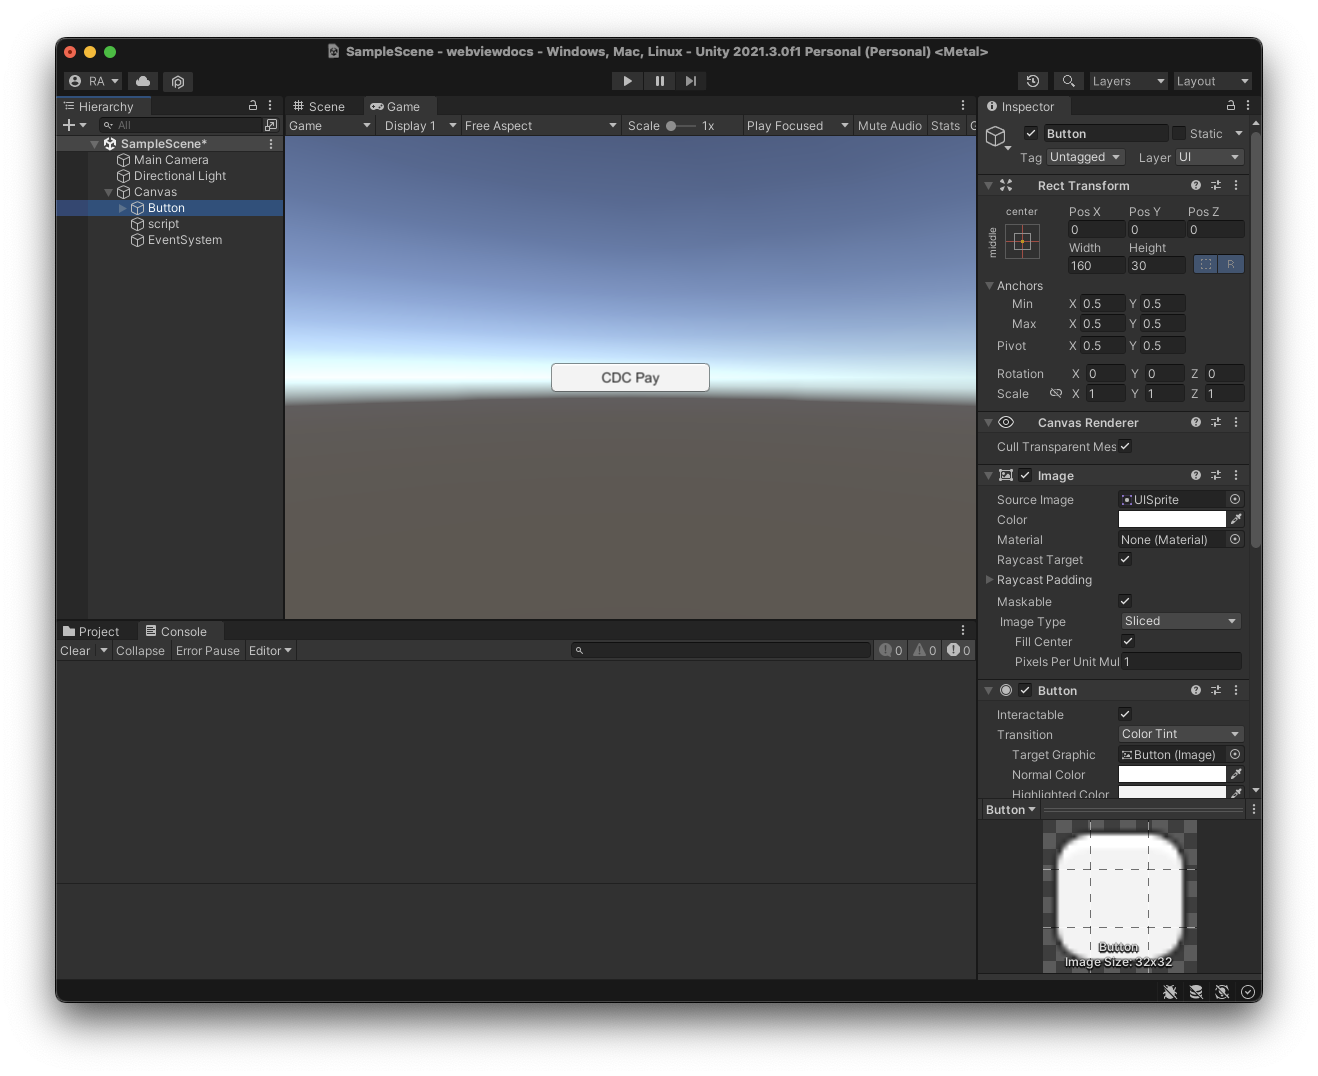 SampleScene - webviewdocs - Windows, Mac, Linux - Unity 2021.3.0f1 Personal (Personal) <Metal>
RA
Layers
Layout
Hierarchy
All
SampleScene*
Main Camera
Directional Light
Canvas
Button
script
EventSystem
Scene
Game
Game
Display 1
Free Aspect
Scale
1x
Play Focused
Mute Audio
Stats
CDC Pay
Project
Console
Clear
Collapse
Error Pause
Editor
0
0
0
Inspector
Button
Static
Tag
Untagged
Layer
UI
Rect Transform
center
middle
Pos X
Pos Y
Pos Z
0
0
0
Width
Height
160
30
R
Anchors
Min
X
0.5
Y
0.5
Max
X
0.5
Y
0.5
Pivot
X
0.5
Y
0.5
Rotation
X
0
Y
0
Z
0
Scale
X
1
Y
1
Z
1
Canvas Renderer
Cull Transparent Mes
Image
Source Image
UISprite
Color
Material
None (Material)
Raycast Target
Raycast Padding
Maskable
Image Type
Sliced
Fill Center
Pixels Per Unit Mul
1
Button
Interactable
Transition
Color Tint
Target Graphic
Button (Image)
Normal Color
Highlighted Color
Button
Button
Image Size: 32x32